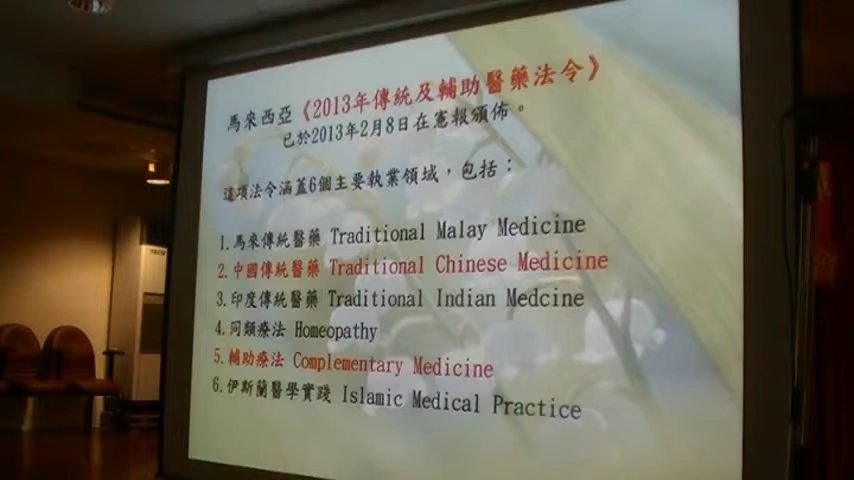 馬來西亞《2013年傳統及輔助醫藥法令》
已於2013年2月8日在憲報頒佈。
這項法令涵蓋6個主要執業領域，包括：
1.馬來傳統醫藥 Traditional Malay Medicine
2.中國傳統醫藥 Traditional Chinese Medicine
3.印度傳統醫藥 Traditional Indian Medcine
4.同類療法 Homeopathy
5.輔助療法 Complementary Medicine
6.伊斯蘭醫學實踐 Islamic Medical Practice